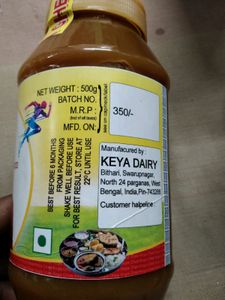 NET WEIGHT : 500g
BATCH NO.
M.R.P :
(incl of all taxes)
MFD. ON:
350/-
BEST BEFORE 6 MONTHS
FROM PACKAGING
SHAKE WELL BEFORE USE
FOR BEST RESULT, STORE AT
22°C UNTIL USE
Manufacured by :
KEYA DAIRY
Bithari, Swarupnagar,
North 24 parganas, West
Bengal, India,Pin-743286
Customer halpeline :